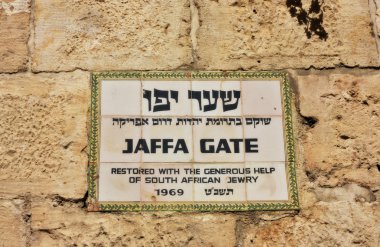 שער יפו
שוקם בתרומת יהדות דרום אפריקה
JAFFA GATE
RESTORED WITH THE GENEROUS HELP
OF SOUTH AFRICAN JEWRY
1969 תשכ"ט